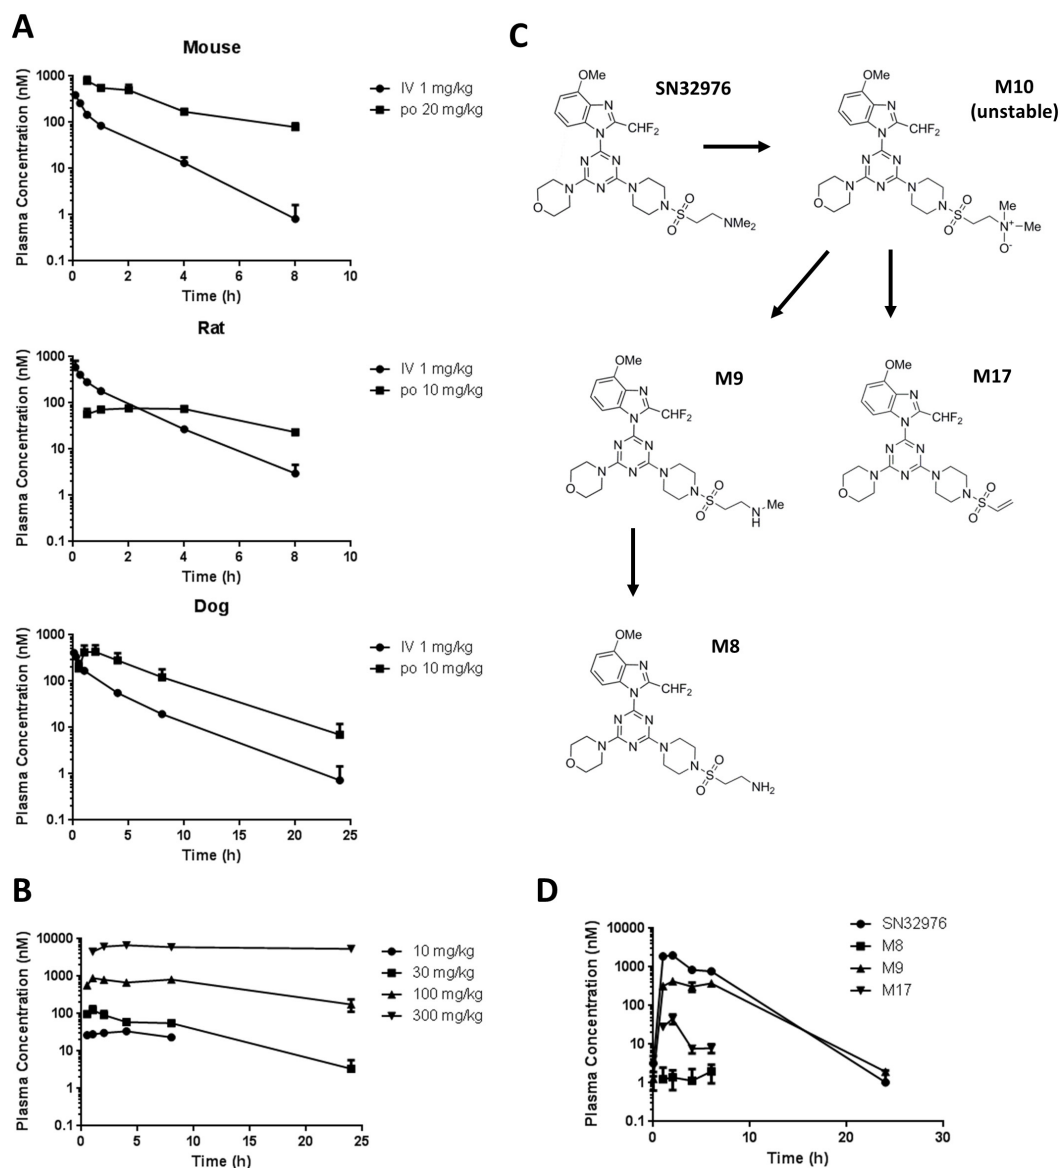 A
Mouse
Plasma Concentration (nM)
1000
100
10
1
0.1
0 2 4 6 8 10
Time (h)
IV 1 mg/kg
po 20 mg/kg
Rat
Plasma Concentration (nM)
1000
100
10
1
0.1
0 2 4 6 8 10
Time (h)
IV 1 mg/kg
po 10 mg/kg
Dog
Plasma Concentration (nM)
1000
100
10
1
0.1
0 5 10 15 20 25
Time (h)
IV 1 mg/kg
po 10 mg/kg
B
Plasma Concentration (nM)
10000
1000
100
10
1
0.1
0 5 10 15 20 25
Time (h)
10 mg/kg
30 mg/kg
100 mg/kg
300 mg/kg
C
SN32976
OMe
N
N
CHF2
N N
N N N
O N S O
O NMe2
M10
(unstable)
OMe
N
N
CHF2
N N
N N N
O N S O
O Me
N+ Me
O-
M9
OMe
N
N
CHF2
N N
N N N
O N S O
O N Me
H
M17
OMe
N
N
CHF2
N N
N N N
O N S O
O
M8
OMe
N
N
CHF2
N N
N N N
O N S O
O NH2
D
Plasma Concentration (nM)
10000
1000
100
10
1
0.1
0 10 20 30
Time (h)
SN32976
M8
M9
M17